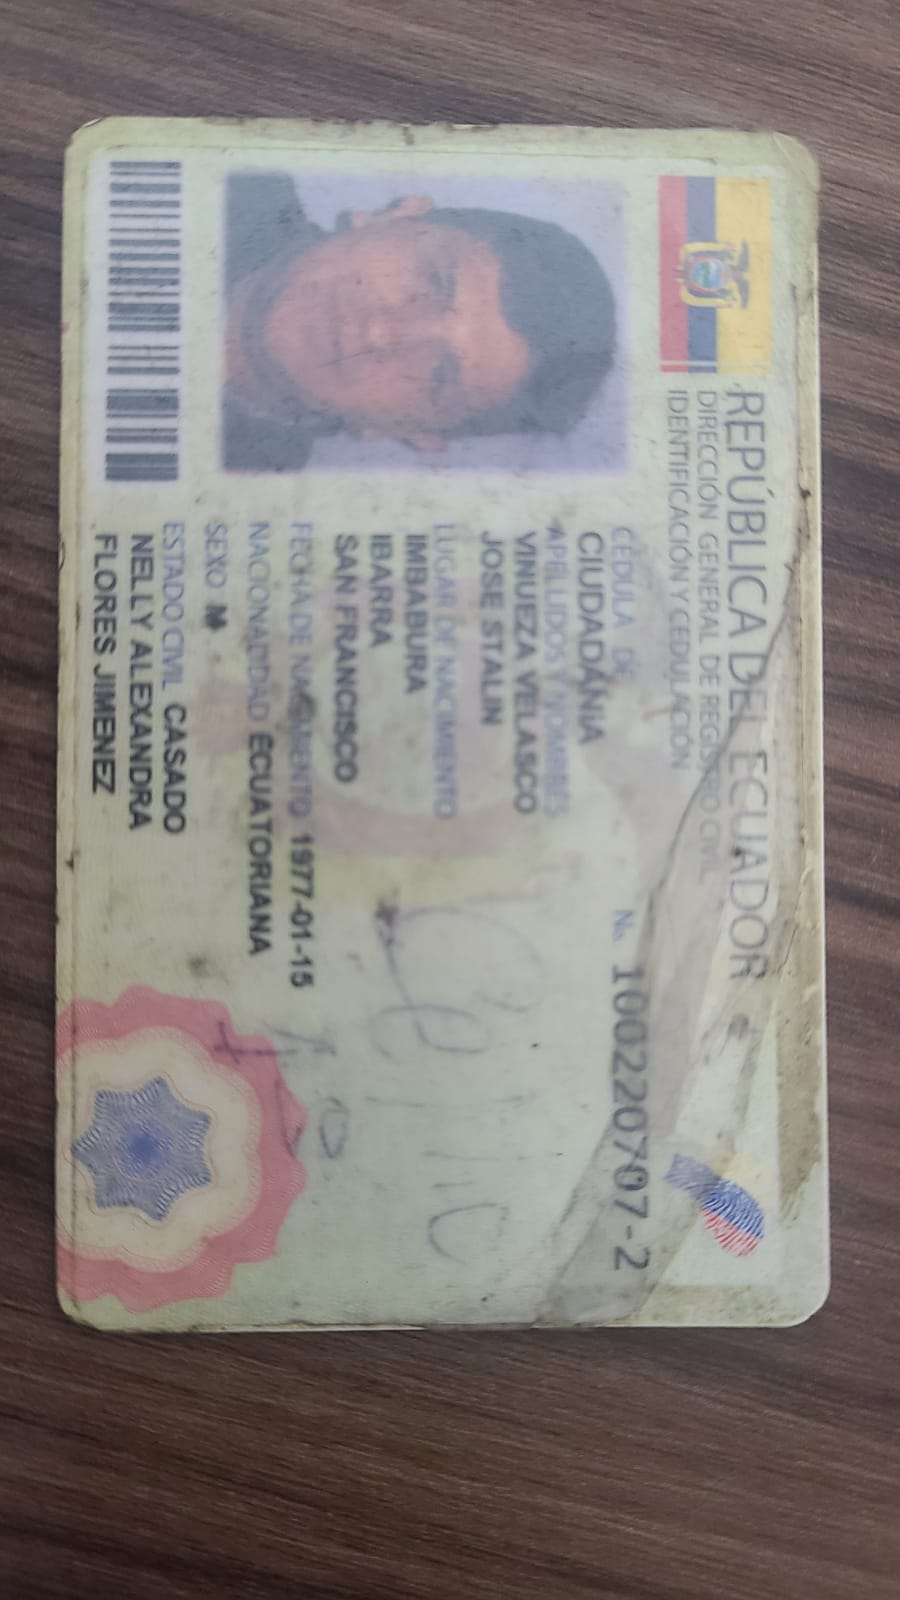 REPÚBLICA DEL ECUADOR
DIRECCIÓN GENERAL DE REGISTRO CIVIL
IDENTIFICACIÓN Y CEDULACIÓN
CÉDULA DE
CIUDADANÍA
No. 100220707-2
APELLIDOS Y NOMBRES
VINUEZA VELASCO
JOSE STALIN
LUGAR DE NACIMIENTO
IMBABURA
IBARRA
SAN FRANCISCO
FECHA DE NACIMIENTO 1977-01-15
NACIONALIDAD ECUATORIANA
SEXO M
ESTADO CIVIL CASADO
NELLY ALEXANDRA
FLORES JIMENEZ